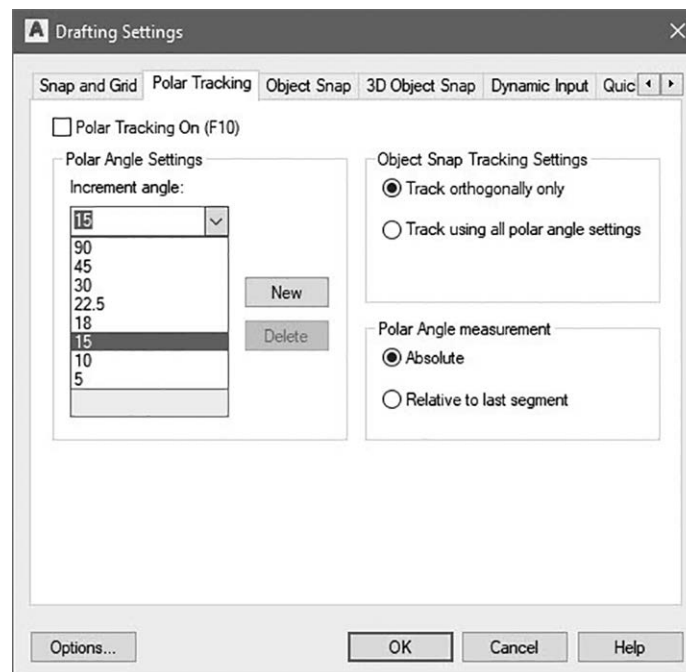 A Drafting Settings
Snap and Grid Polar Tracking Object Snap 3D Object Snap Dynamic Input Quic
Polar Tracking On (F10)
Polar Angle Settings
Increment angle:
15
90
45
30
22.5
18
15
10
5
New
Delete
Object Snap Tracking Settings
Track orthogonally only
Track using all polar angle settings
Polar Angle measurement
Absolute
Relative to last segment
Options... OK Cancel Help